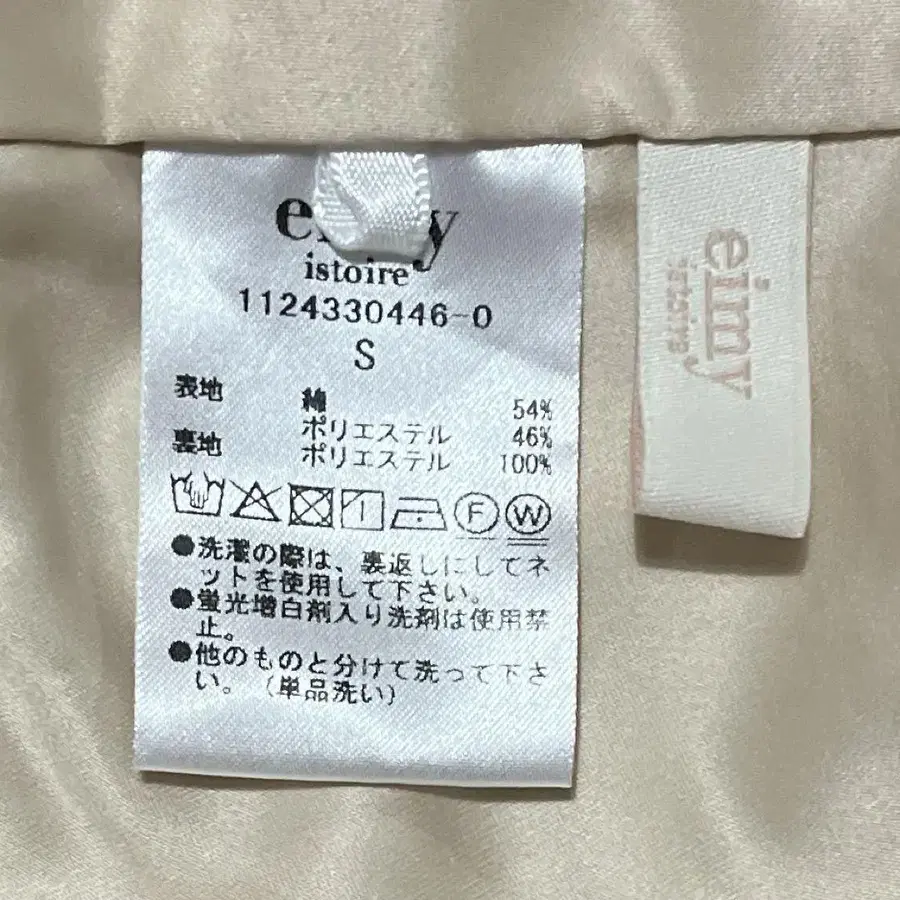 eimy
istoire
1124330446-0
S
表地 綿 54%
ポリエステル 46%
裏地 ポリエステル 100%
F W
●洗濯の際は、裏返しにしてネ
ットを使用して下さい。
●蛍光増白剤入り洗剤は使用禁
止。
●他のものと分けて洗って下さ
い。(単品洗い)
eimy
istoire